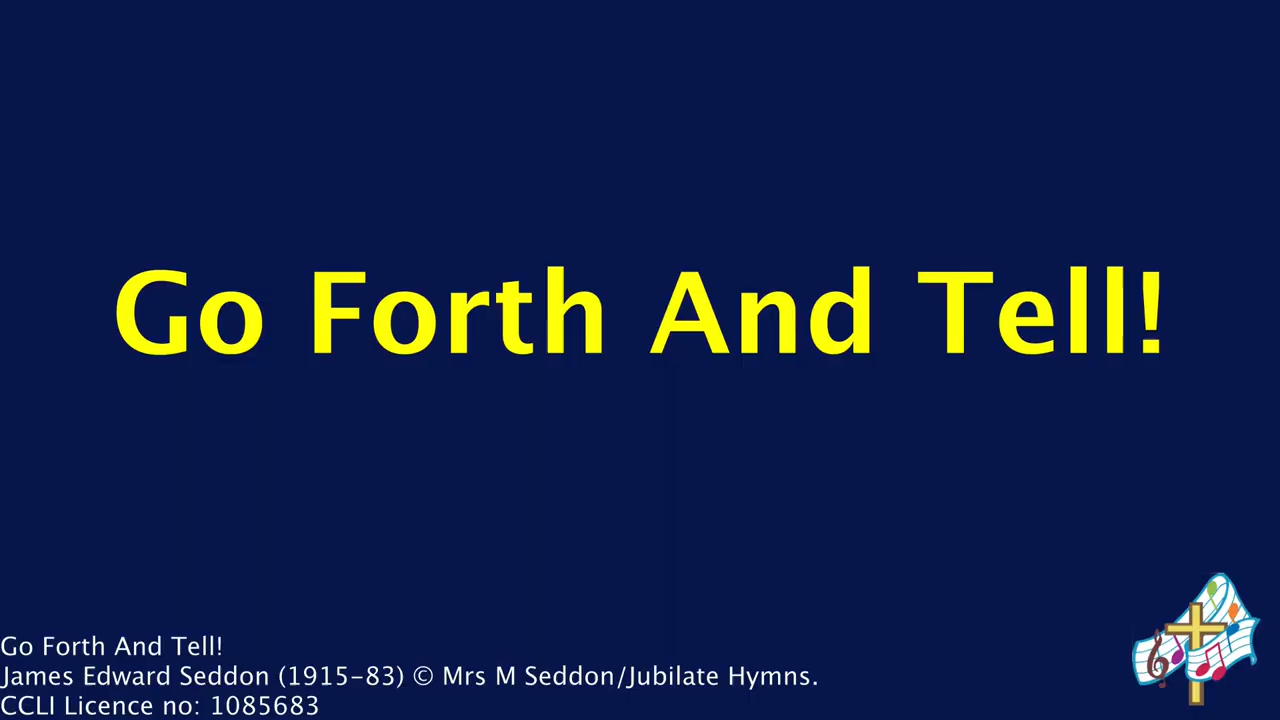 Go Forth And Tell!
Go Forth And Tell!
James Edward Seddon (1915-83) © Mrs M Seddon/Jubilate Hymns.
CCLI Licence no: 1085683